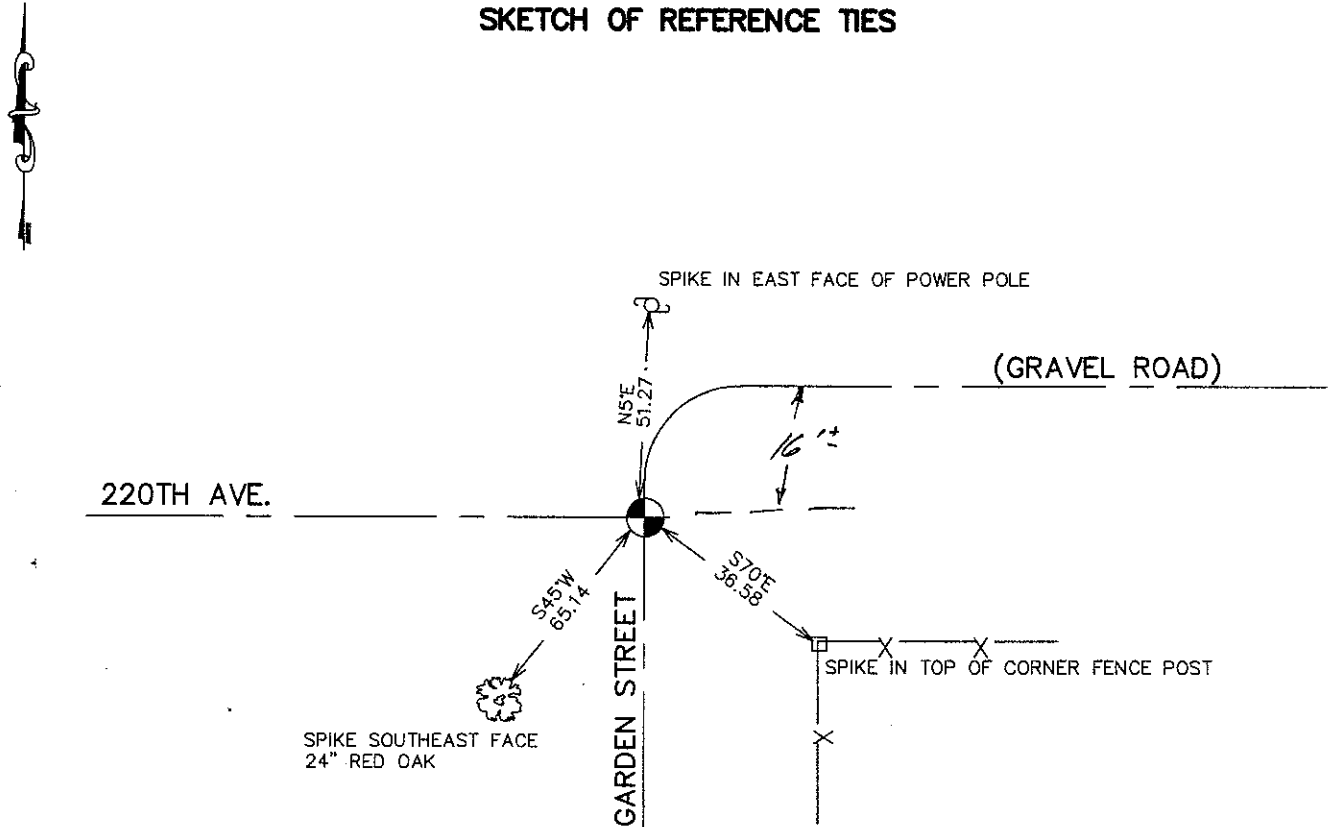 SKETCH OF REFERENCE TIES
SPIKE IN EAST FACE OF POWER POLE
N5°E
51.27
(GRAVEL ROAD)
16'±
220TH AVE.
S45°W
65.14
S70°E
36.58
GARDEN STREET
SPIKE IN TOP OF CORNER FENCE POST
SPIKE SOUTHEAST FACE
24" RED OAK